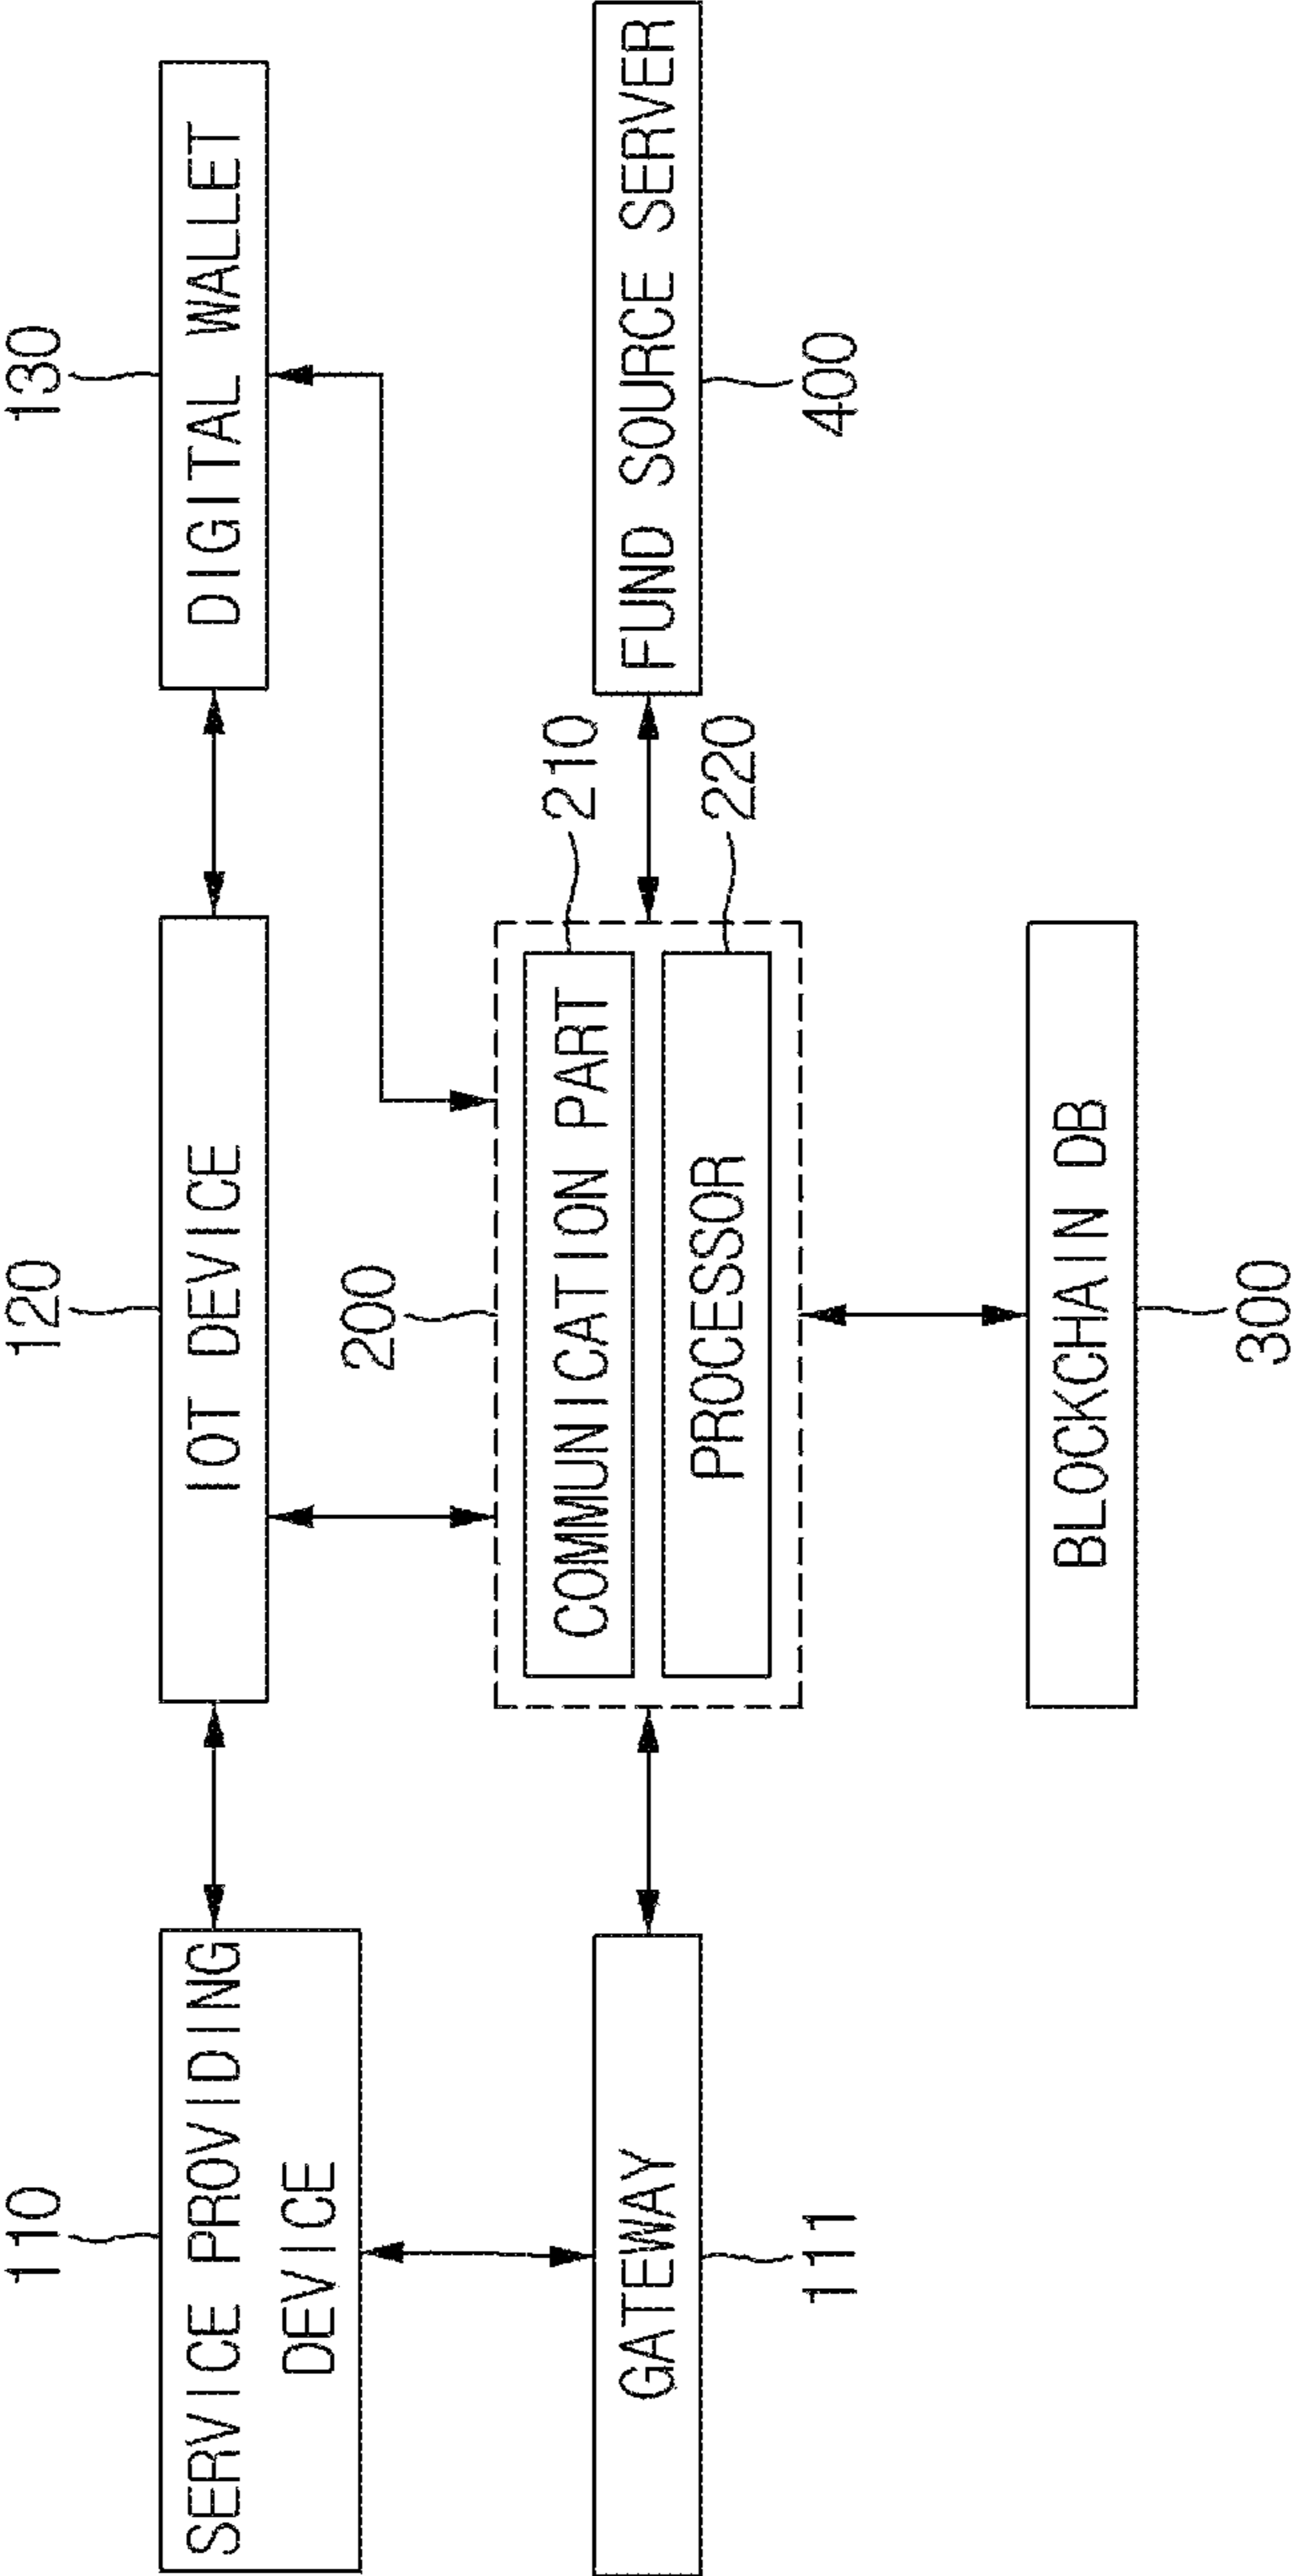 110
120
130
SERVICE PROVIDING
DEVICE
IOT DEVICE
DIGITAL WALLET
200
210
COMMUNICATION PART
GATEWAY
FUND SOURCE SERVER
PROCESSOR
220
111
400
BLOCKCHAIN DB
300